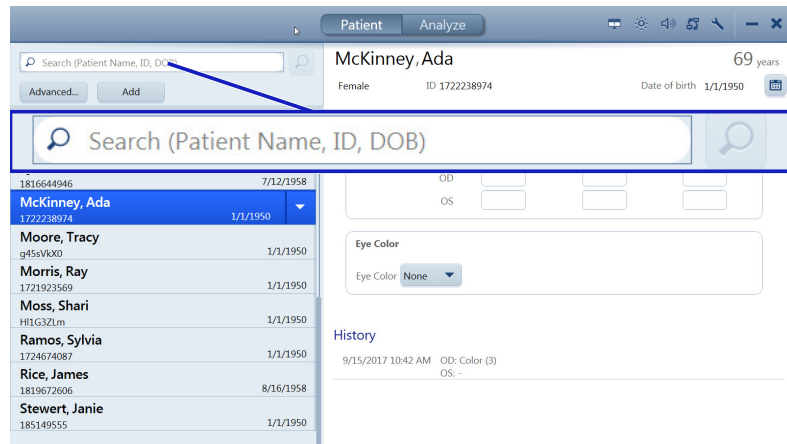 Patient Analyze
Search (Patient Name, ID, DOB)
Advanced... Add
McKinney, Ada 69 years
Female ID 1722238974 Date of birth 1/1/1950
Search (Patient Name, ID, DOB)
1816644946 7/12/1958
McKinney, Ada
1722238974 1/1/1950
Moore, Tracy
g45sVkX0 1/1/1950
Morris, Ray
1721923569 1/1/1950
Moss, Shari
HI1G3ZLm 1/1/1950
Ramos, Sylvia
1724674087 1/1/1950
Rice, James
1819672606 8/16/1958
Stewert, Janie
185149555 1/1/1950
OD
OS
Eye Color
Eye Color None
History
9/15/2017 10:42 AM OD: Color (3)
OS: -